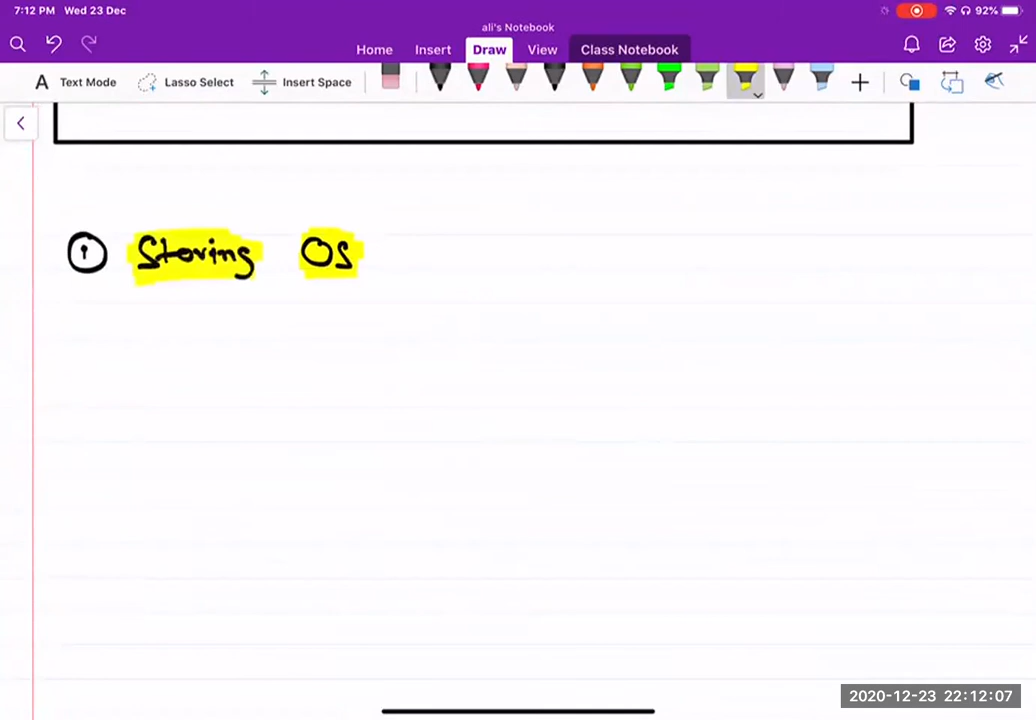 7:12 PM Wed 23 Dec
92%
ali's Notebook
Home Insert Draw View Class Notebook
A Text Mode Lasso Select Insert Space
① Storing OS
2020-12-23 22:12:07